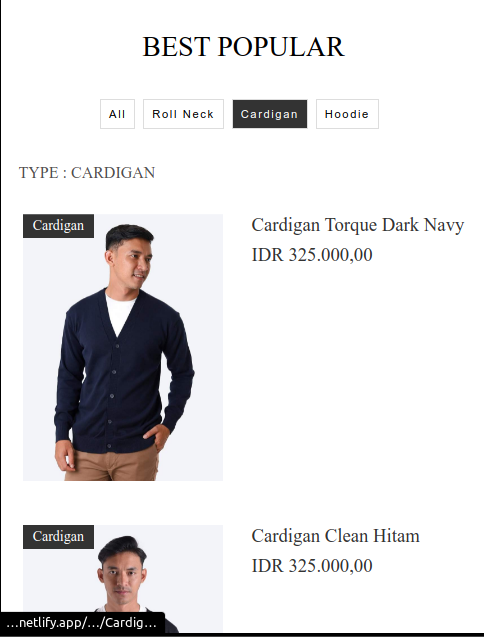 BEST POPULAR
All
Roll Neck
Cardigan
Hoodie
TYPE : CARDIGAN
Cardigan
Cardigan Torque Dark Navy
IDR 325.000,00
Cardigan
Cardigan Clean Hitam
IDR 325.000,00
...netlify.app/.../Cardig...